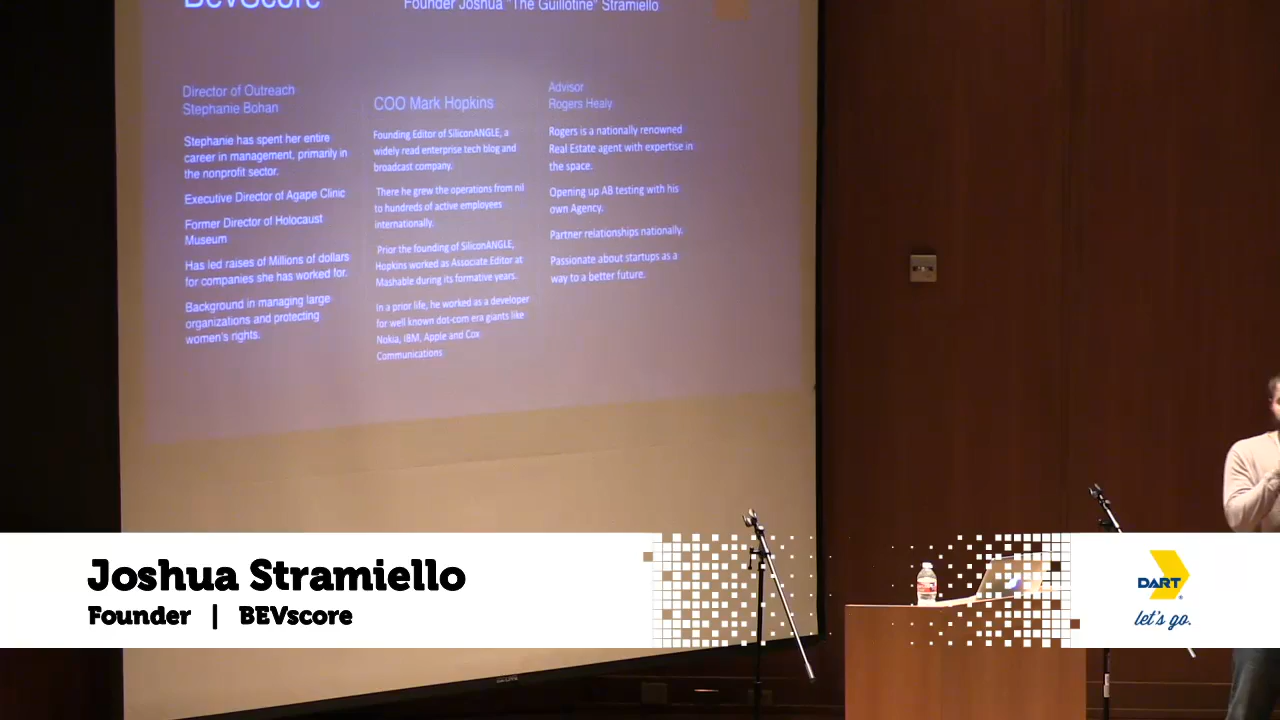 BevScore
Founder Joshua "The Guillotine" Stramiello
Director of Outreach
Stephanie Bohan
Stephanie has spent her entire
career in management, primarily in
the nonprofit sector.
Executive Director of Agape Clinic
Former Director of Holocaust
Museum
Has led raises of Millions of dollars
for companies she has worked for.
Background in managing large
organizations and protecting
women's rights.
COO Mark Hopkins
Founding Editor of SiliconANGLE, a
widely read enterprise tech blog and
broadcast company.
There he grew the operations from nil
to hundreds of active employees
internationally.
Prior the founding of SiliconANGLE,
Hopkins worked as Associate Editor at
Mashable during its formative years.
In a prior life, he worked as a developer
for well known dot-com era giants like
Nokia, IBM, Apple and Cox
Communications
Advisor
Rogers Healy
Rogers is a nationally renowned
Real Estate agent with expertise in
the space.
Opening up AB testing with his
own Agency.
Partner relationships nationally.
Passionate about startups as a
way to a better future.
Joshua Stramiello
Founder | BEVscore
DART
let's go.